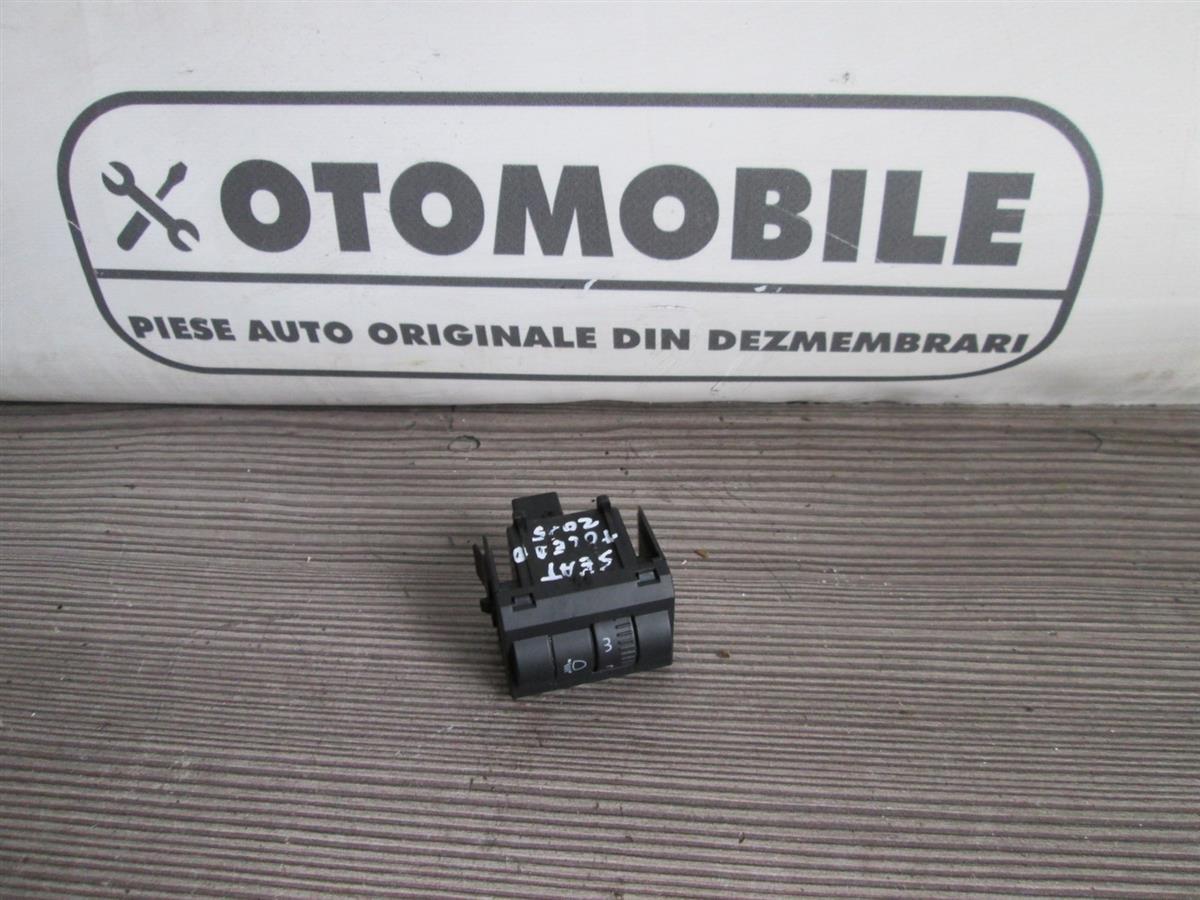 OTOMOBILE
PIESE AUTO ORIGINALE DIN DEZMEMBRARI
SEAT
TOLEDO
2015
3